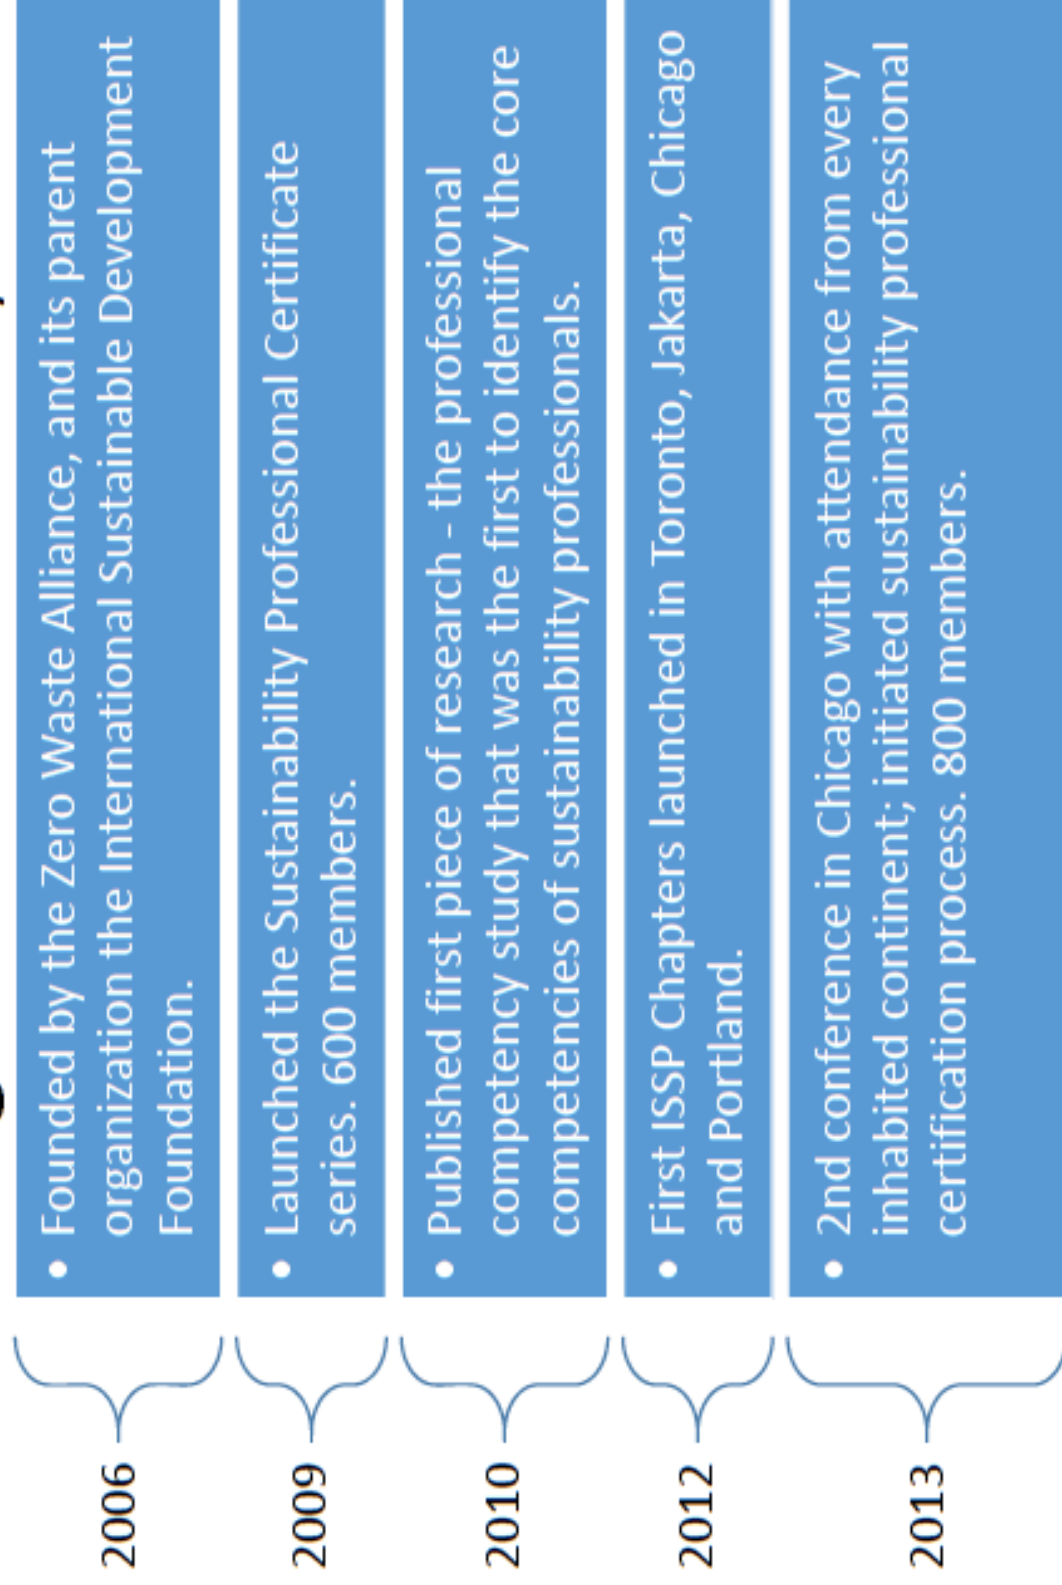 2006
• Founded by the Zero Waste Alliance, and its parent
organization the International Sustainable Development
Foundation.
2009
• Launched the Sustainability Professional Certificate
series. 600 members.
2010
• Published first piece of research - the professional
competency study that was the first to identify the core
competencies of sustainability professionals.
2012
• First ISSP Chapters launched in Toronto, Jakarta, Chicago
and Portland.
2013
• 2nd conference in Chicago with attendance from every
inhabited continent; initiated sustainability professional
certification process. 800 members.